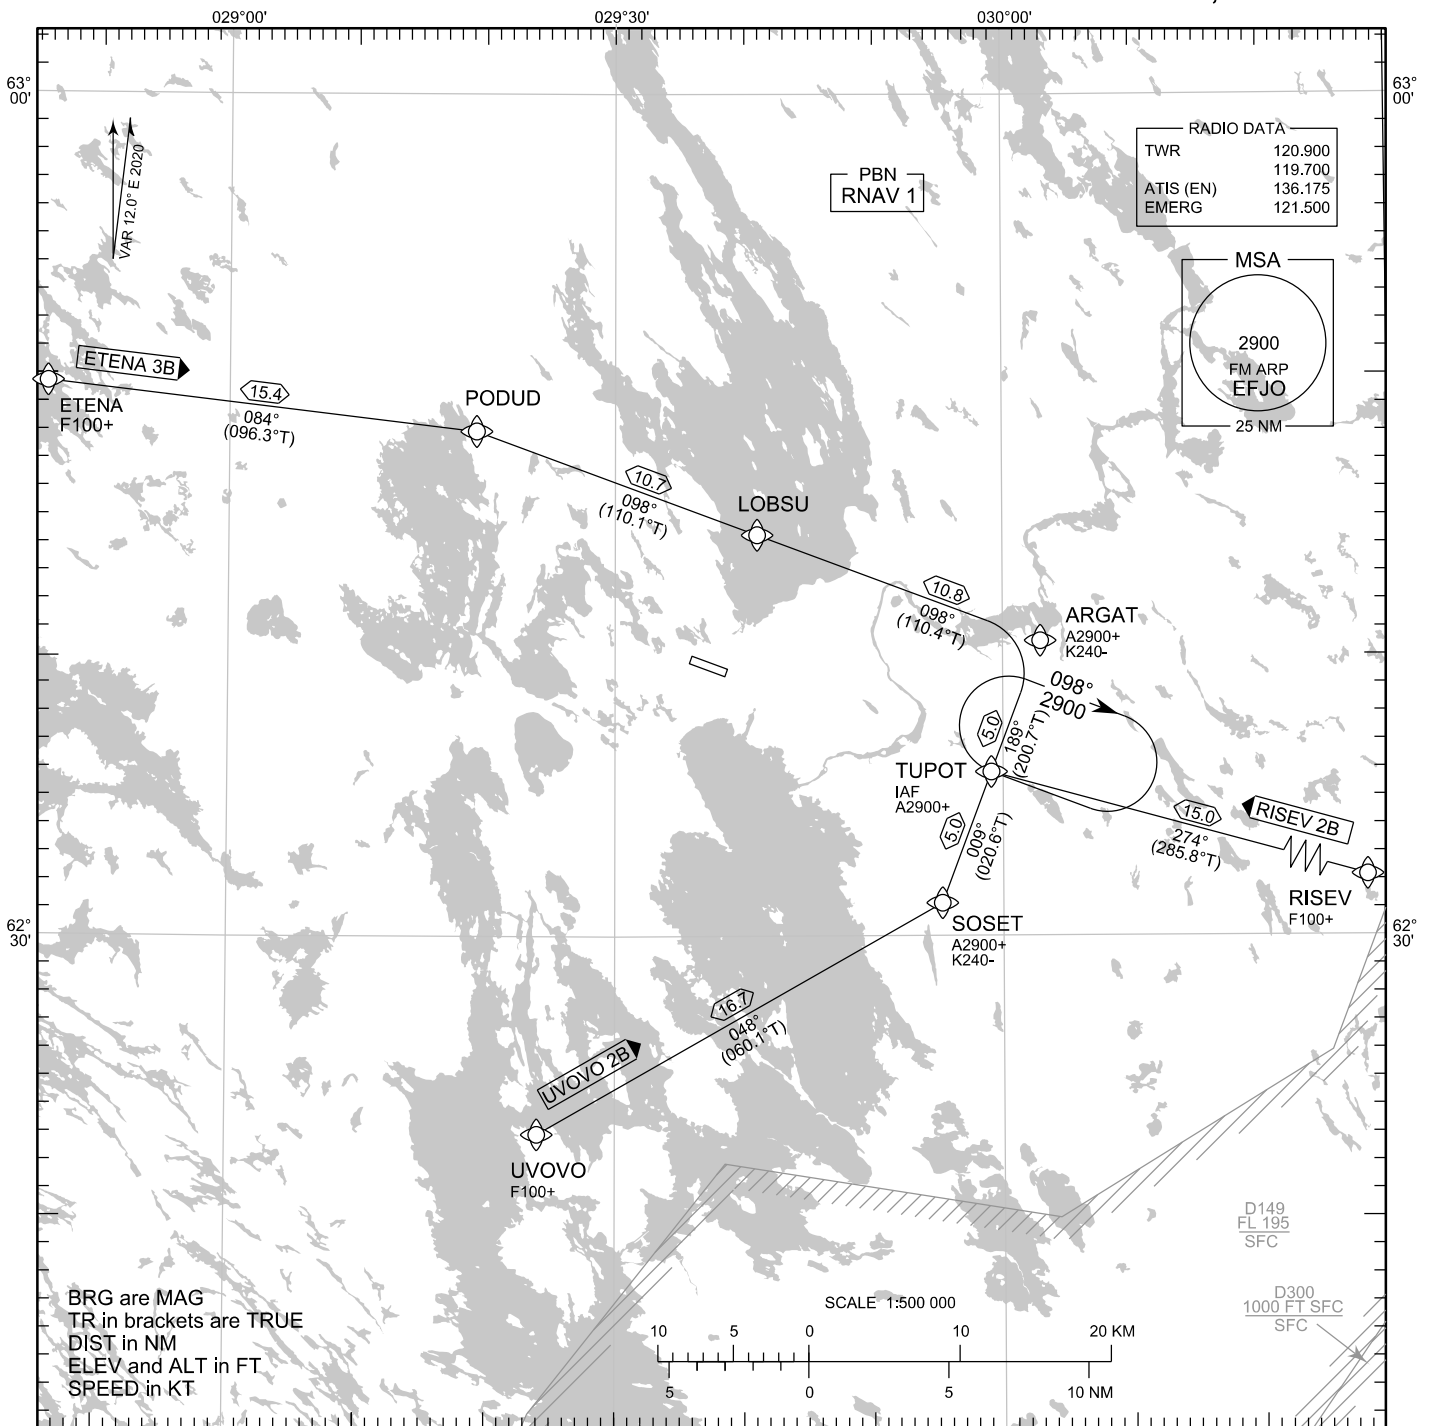 029°00'
029°30'
030°00'
63°
00'
63°
00'
VAR 12.0° E 2020
PBN
RNAV 1
RADIO DATA
TWR 120.900
119.700
ATIS (EN) 136.175
EMERG 121.500
MSA
2900
FM ARP
EFJO
25 NM
ETENA 3B
ETENA
F100+
15.4
084°
(096.3°T)
PODUD
10.7
098°
(110.1°T)
LOBSU
10.8
098°
(110.4°T)
ARGAT
A2900+
K240-
098°
2900
5.0
189°
(200.7°T)
TUPOT
IAF
A2900+
15.0
274°
(285.8°T)
RISEV 2B
RISEV
F100+
5.0
009°
(020.6°T)
SOSET
A2900+
K240-
62°
30'
62°
30'
16.7
048°
(060.1°T)
UVOVO 2B
UVOVO
F100+
D149
FL 195
SFC
D300
1000 FT SFC
SFC
BRG are MAG
TR in brackets are TRUE
DIST in NM
ELEV and ALT in FT
SPEED in KT
SCALE 1:500 000
10 5 0 10 20 KM
5 0 5 10 NM